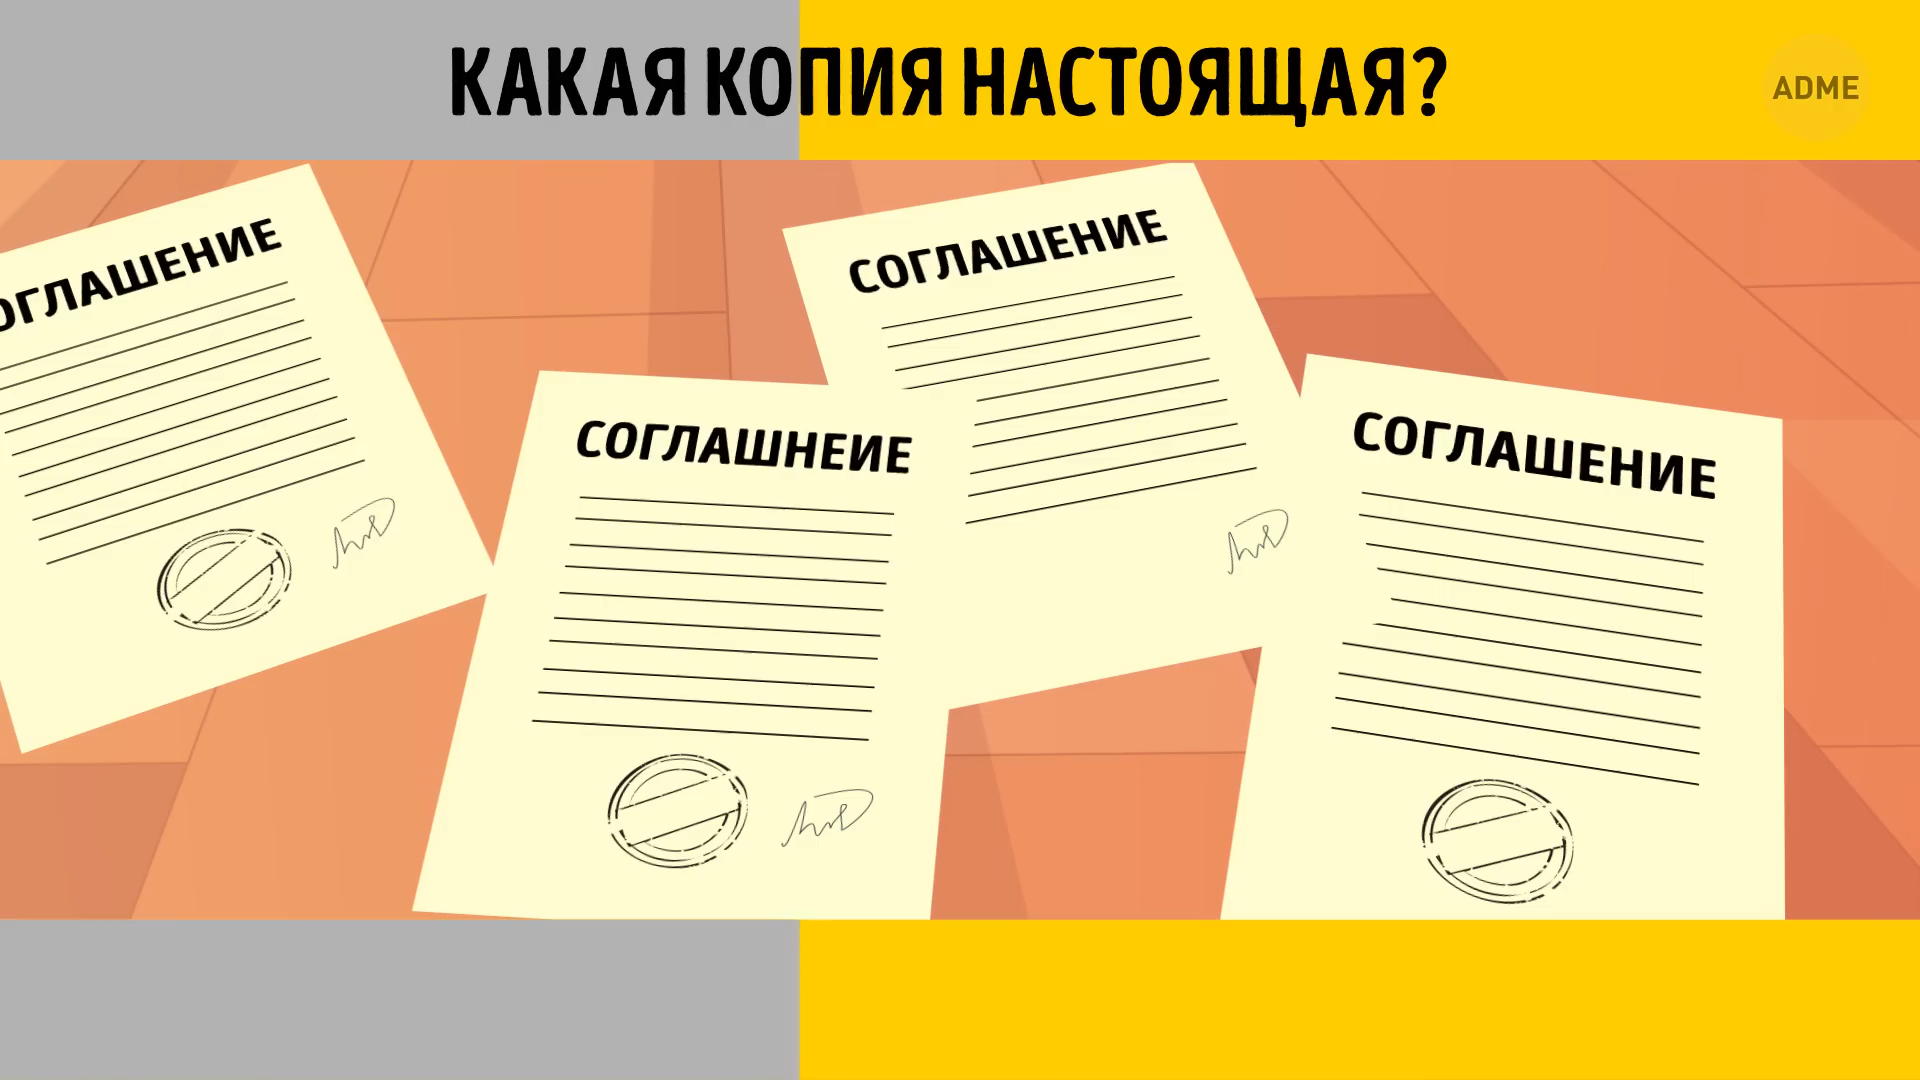 КАКАЯ КОПИЯ НАСТОЯЩАЯ?
ADME
ОГЛАШЕНИЕ
СОГЛАШЕНИЕ
СОГЛАШНЕИЕ
СОГЛАШЕНИЕ